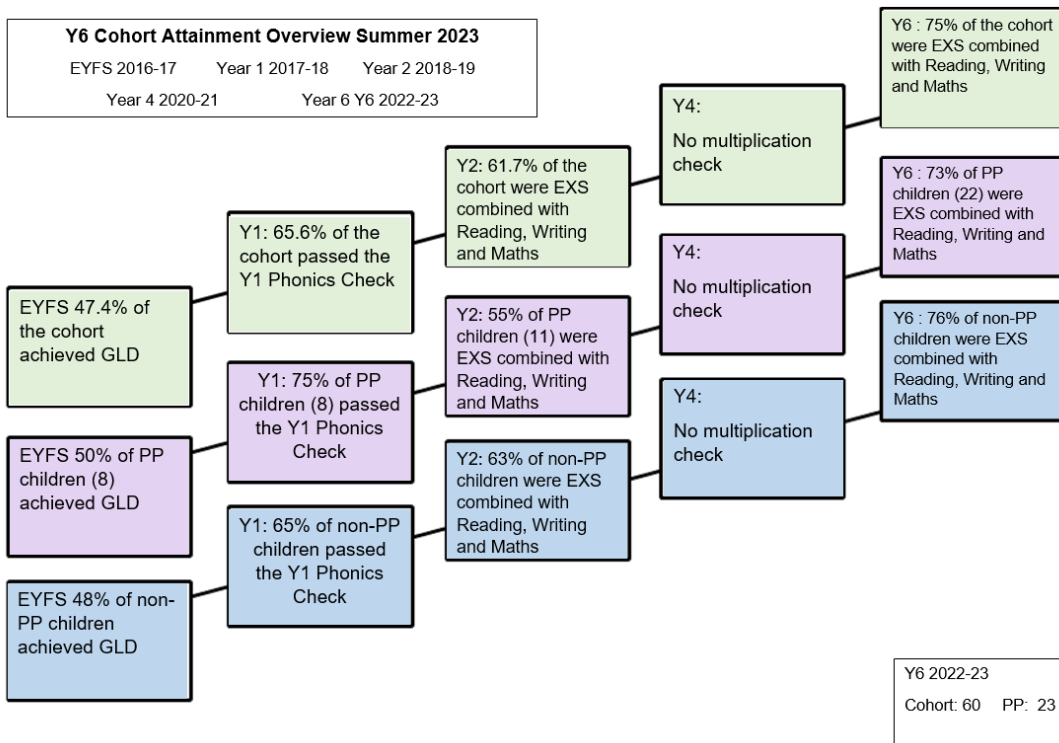 Y6 Cohort Attainment Overview Summer 2023
EYFS 2016-17 Year 1 2017-18 Year 2 2018-19
Year 4 2020-21 Year 6 Y6 2022-23
EYFS 47.4% of
the cohort
achieved GLD
Y1: 65.6% of the
cohort passed the
Y1 Phonics Check
Y2: 61.7% of the
cohort were EXS
combined with
Reading, Writing
and Maths
Y4:
No multiplication
check
Y6 : 75% of the cohort
were EXS combined
with Reading, Writing
and Maths
EYFS 50% of PP
children (8)
achieved GLD
Y1: 75% of PP
children (8) passed
the Y1 Phonics
Check
Y2: 55% of PP
children (11) were
EXS combined with
Reading, Writing
and Maths
Y4:
No multiplication
check
Y6 : 73% of PP
children (22) were
EXS combined with
Reading, Writing and
Maths
EYFS 48% of non-
PP children
achieved GLD
Y1: 65% of non-PP
children passed
the Y1 Phonics
Check
Y2: 63% of non-PP
children were EXS
combined with
Reading, Writing
and Maths
Y4:
No multiplication
check
Y6 : 76% of non-PP
children were EXS
combined with
Reading, Writing and
Maths
Y6 2022-23
Cohort: 60 PP: 23